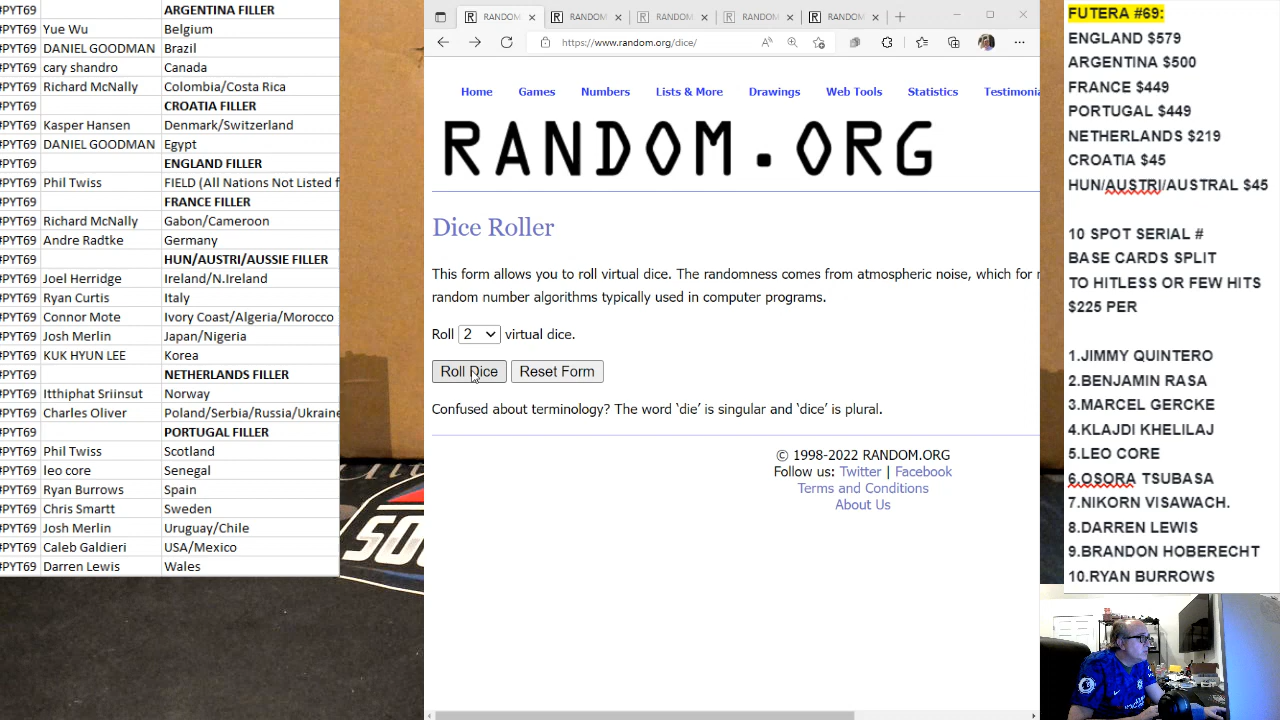 #PYT69 ARGENTINA FILLER
#PYT69 Yue Wu Belgium
#PYT69 DANIEL GOODMAN Brazil
#PYT69 cary shandro Canada
#PYT69 Richard McNally Colombia/Costa Rica
#PYT69 CROATIA FILLER
#PYT69 Kasper Hansen Denmark/Switzerland
#PYT69 DANIEL GOODMAN Egypt
#PYT69 ENGLAND FILLER
#PYT69 Phil Twiss FIELD (All Nations Not Listed f
#PYT69 FRANCE FILLER
#PYT69 Richard McNally Gabon/Cameroon
#PYT69 Andre Radtke Germany
#PYT69 HUN/AUSTRI/AUSSIE FILLER
#PYT69 Joel Herridge Ireland/N.Ireland
#PYT69 Ryan Curtis Italy
#PYT69 Connor Mote Ivory Coast/Algeria/Morocco
#PYT69 Josh Merlin Japan/Nigeria
#PYT69 KUK HYUN LEE Korea
#PYT69 NETHERLANDS FILLER
#PYT69 Itthiphat Sriinsut Norway
#PYT69 Charles Oliver Poland/Serbia/Russia/Ukraine
#PYT69 PORTUGAL FILLER
#PYT69 Phil Twiss Scotland
#PYT69 leo core Senegal
#PYT69 Ryan Burrows Spain
#PYT69 Chris Smartt Sweden
#PYT69 Josh Merlin Uruguay/Chile
#PYT69 Caleb Galdieri USA/Mexico
#PYT69 Darren Lewis Wales
RANDOM RANDOM RANDOM RANDOM RANDOM
https://www.random.org/dice/
Home Games Numbers Lists & More Drawings Web Tools Statistics Testimonia
RANDOM.ORG
Dice Roller
This form allows you to roll virtual dice. The randomness comes from atmospheric noise, which for
random number algorithms typically used in computer programs.
Roll 2 virtual dice.
Roll Dice Reset Form
Confused about terminology? The word ‘die’ is singular and ‘dice’ is plural.
© 1998-2022 RANDOM.ORG
Follow us: Twitter | Facebook
Terms and Conditions
About Us
FUTERA #69:
ENGLAND $579
ARGENTINA $500
FRANCE $449
PORTUGAL $449
NETHERLANDS $219
CROATIA $45
HUN/AUSTRI/AUSTRAL $45
10 SPOT SERIAL #
BASE CARDS SPLIT
TO HITLESS OR FEW HITS
$225 PER
1.JIMMY QUINTERO
2.BENJAMIN RASA
3.MARCEL GERCKE
4.KLAJDI KHELILAJ
5.LEO CORE
6.OSORA TSUBASA
7.NIKORN VISAWACH.
8.DARREN LEWIS
9.BRANDON HOBERECHT
10.RYAN BURROWS